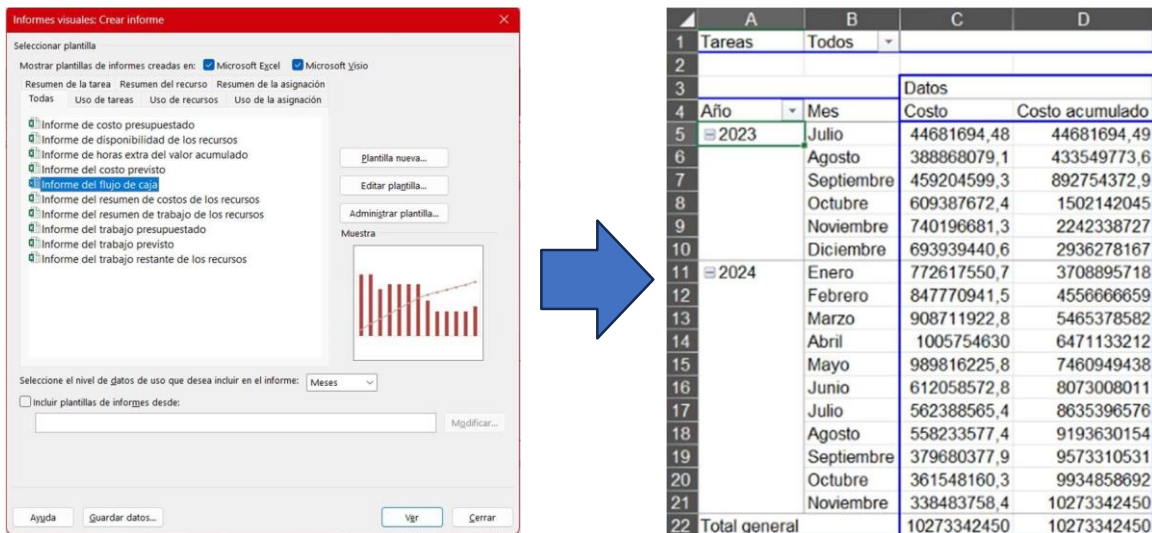 Informes visuales: Crear informe
Seleccionar plantilla
Mostrar plantillas de informes creadas en: Microsoft Excel Microsoft Visio
Resumen de la tarea Resumen del recurso Resumen de la asignación
Todas Uso de tareas Uso de recursos Uso de la asignación
Informe de costo presupuestado
Informe de disponibilidad de los recursos
Informe de horas extra del valor acumulado
Informe del costo previsto
Informe del flujo de caja
Informe del resumen de costos de los recursos
Informe del resumen de trabajo de los recursos
Informe del trabajo presupuestado
Informe del trabajo previsto
Informe del trabajo restante de los recursos
Plantilla nueva...
Editar plantilla...
Administrar plantilla...
Muestra
Seleccione el nivel de datos de uso que desea incluir en el informe: Meses
Incluir plantillas de informes desde:
Modificar...
Ayuda Guardar datos... Ver Cerrar
A B C D
1 Tareas Todos
2
3 Datos
4 Año Mes Costo Costo acumulado
5 2023 Julio 44681694,48 44681694,49
6 Agosto 388868079,1 433549773,6
7 Septiembre 459204599,3 892754372,9
8 Octubre 609387672,4 1502142045
9 Noviembre 740196681,3 2242338727
10 Diciembre 693939440,6 2936278167
11 2024 Enero 772617550,7 3708895718
12 Febrero 847770941,5 4556666659
13 Marzo 908711922,8 5465378582
14 Abril 1005754630 6471133212
15 Mayo 989816225,8 7460949438
16 Junio 612058572,8 8073008011
17 Julio 562388565,4 8635396576
18 Agosto 558233577,4 9193630154
19 Septiembre 379680377,9 9573310531
20 Octubre 361548160,3 9934858692
21 Noviembre 338483758,4 10273342450
22 Total general 10273342450 10273342450